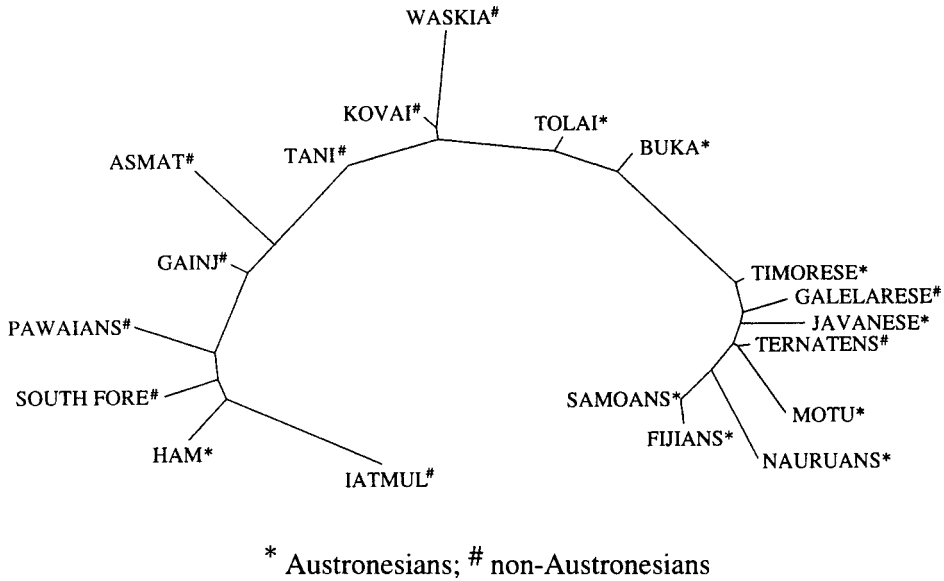 WASKIA#
KOVAI#
TOLAI*
BUKA*
TANI#
ASMAT#
GAINJ#
TIMORESE*
GALELARESE#
JAVANESE*
PAWAIANS#
TERNATENS#
SOUTH FORE#
SAMOANS*
MOTU*
FIJIANS*
HAM*
NAURUANS*
IATMUL#
* Austronesians; # non-Austronesians